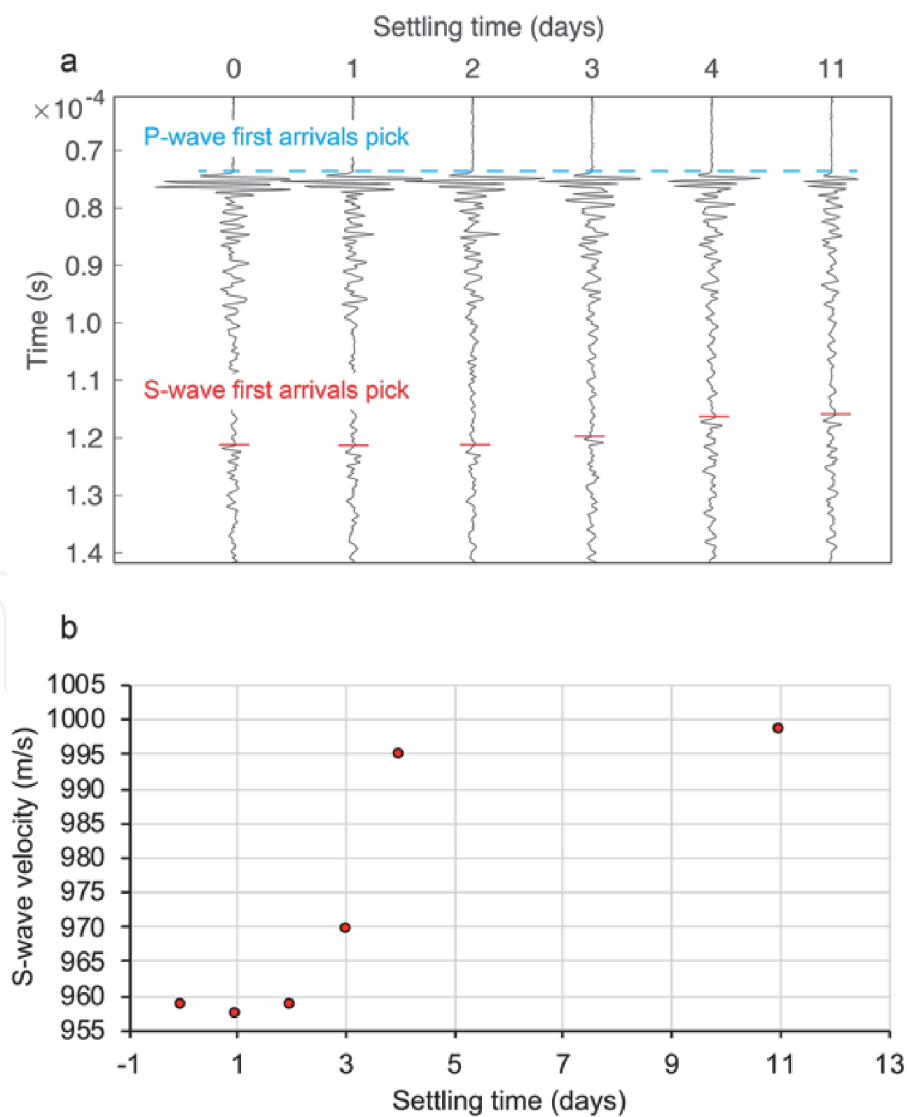 Settling time (days)
a
0 1 2 3 4 11
×10⁻⁴
P-wave first arrivals pick
0.7
0.8
0.9
1.0
1.1
S-wave first arrivals pick
1.2
1.3
1.4
Time (s)
b
1005
1000
995
990
985
980
975
970
965
960
955
S-wave velocity (m/s)
-1 1 3 5 7 9 11 13
Settling time (days)